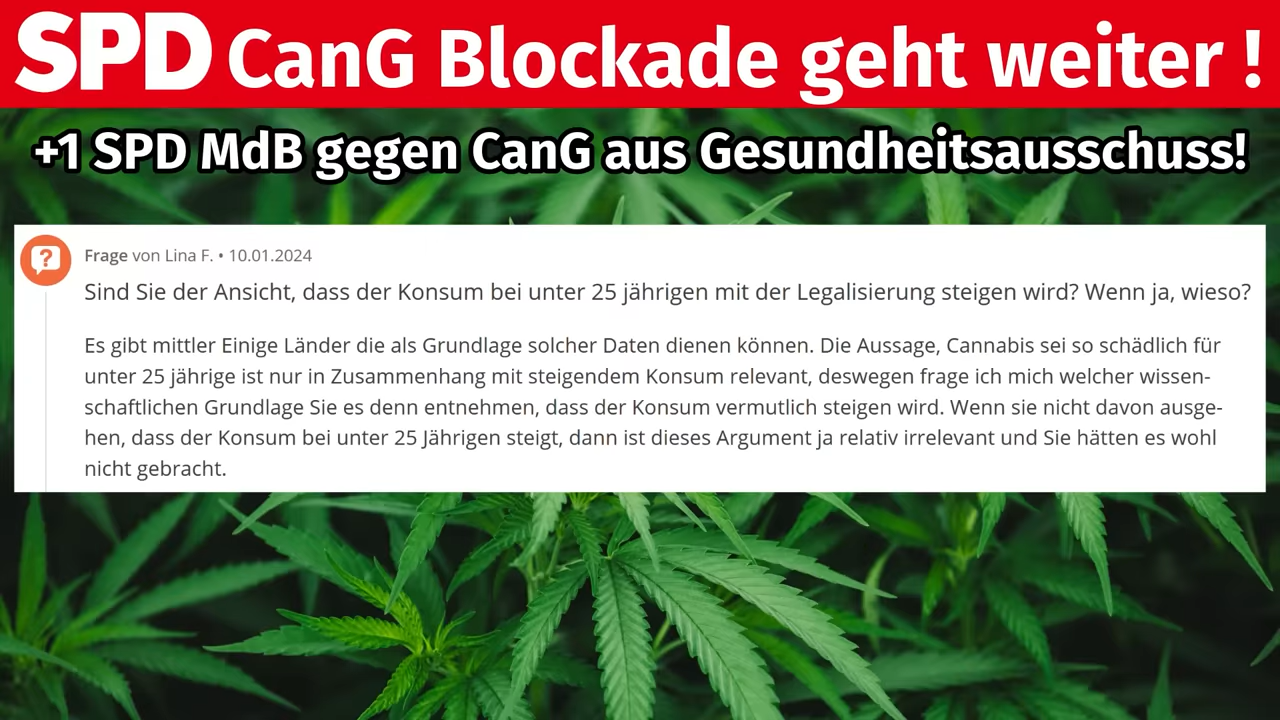 SPD CanG Blockade geht weiter !
+1 SPD MdB gegen CanG aus Gesundheitsausschuss!
?
Frage von Lina F. • 10.01.2024
Sind Sie der Ansicht, dass der Konsum bei unter 25 jährigen mit der Legalisierung steigen wird? Wenn ja, wieso?
Es gibt mittler Einige Länder die als Grundlage solcher Daten dienen können. Die Aussage, Cannabis sei so schädlich für
unter 25 jährige ist nur in Zusammenhang mit steigendem Konsum relevant, deswegen frage ich mich welcher wissen-
schaftlichen Grundlage Sie es denn entnehmen, dass der Konsum vermutlich steigen wird. Wenn sie nicht davon ausge-
hen, dass der Konsum bei unter 25 Jährigen steigt, dann ist dieses Argument ja relativ irrelevant und Sie hätten es wohl
nicht gebracht.